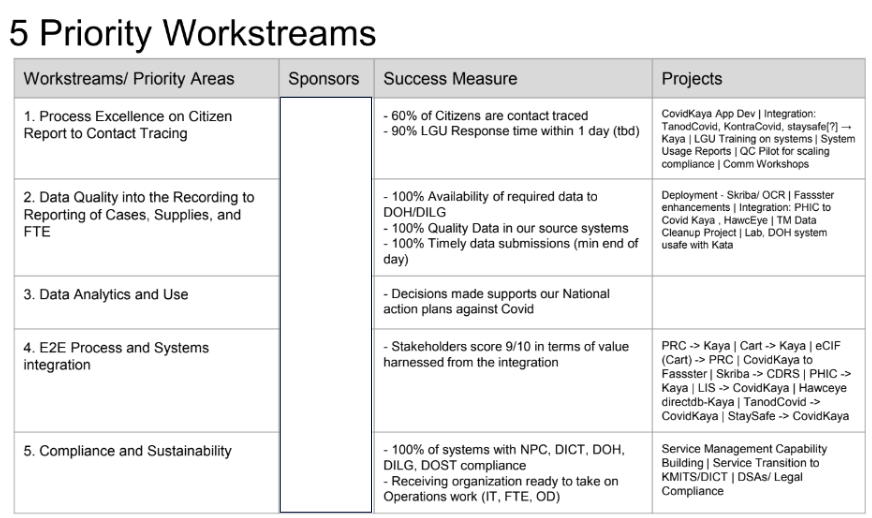 5 Priority Workstreams
Workstreams/ Priority Areas
Sponsors
Success Measure
Projects
1. Process Excellence on Citizen
Report to Contact Tracing
- 60% of Citizens are contact traced
- 90% LGU Response time within 1 day (tbd)
CovidKaya App Dev | Integration:
TanodCovid, KontraCovid, staysafe[?] →
Kaya | LGU Training on systems | System
Usage Reports | QC Pilot for scaling
compliance | Comm Workshops
2. Data Quality into the Recording to
Reporting of Cases, Supplies, and
FTE
- 100% Availability of required data to
DOH/DILG
- 100% Quality Data in our source systems
- 100% Timely data submissions (min end of
day)
Deployment - Skriba/ OCR | Fassster
enhancements | Integration: PHIC to
Covid Kaya , HawcEye | TM Data
Cleanup Project | Lab, DOH system
usafe with Kata
3. Data Analytics and Use
- Decisions made supports our National
action plans against Covid
4. E2E Process and Systems
integration
- Stakeholders score 9/10 in terms of value
harnessed from the integration
PRC -> Kaya | Cart -> Kaya | eCIF
(Cart) -> PRC | CovidKaya to
Fassster | Skriba -> CDRS | PHIC ->
Kaya | LIS -> CovidKaya | Hawceye
directdb-Kaya | TanodCovid ->
CovidKaya | StaySafe -> CovidKaya
5. Compliance and Sustainability
- 100% of systems with NPC, DICT, DOH,
DILG, DOST compliance
- Receiving organization ready to take on
Operations work (IT, FTE, OD)
Service Management Capability
Building | Service Transition to
KMITS/DICT | DSAs/ Legal
Compliance